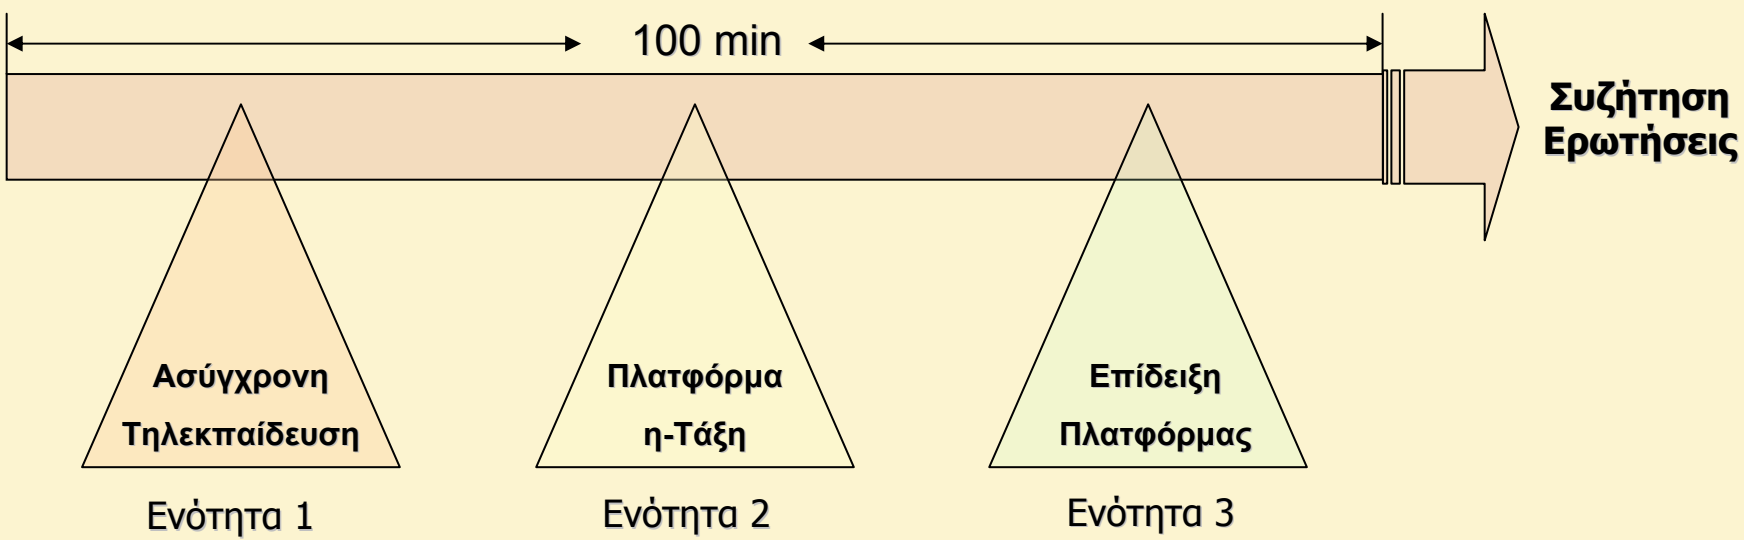 100 min
Συζήτηση
Ερωτήσεις
Ασύγχρονη
Τηλεκπαίδευση
Πλατφόρμα
η-Τάξη
Επίδειξη
Πλατφόρμας
Ενότητα 1
Ενότητα 2
Ενότητα 3